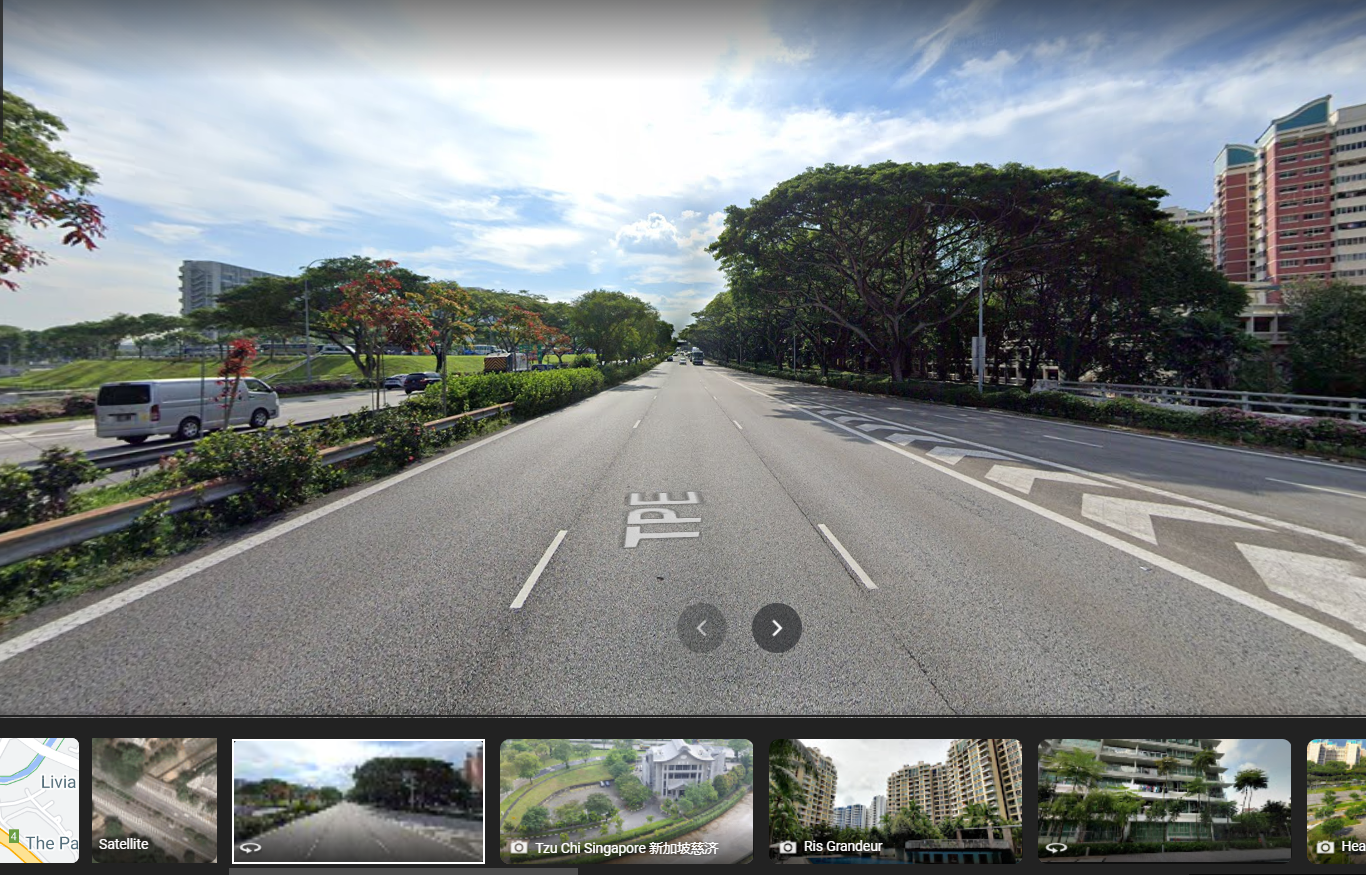 TPE
Livia
4
The Pa
Satellite
Tzu Chi Singapore 新加坡慈济
Ris Grandeur
Hea